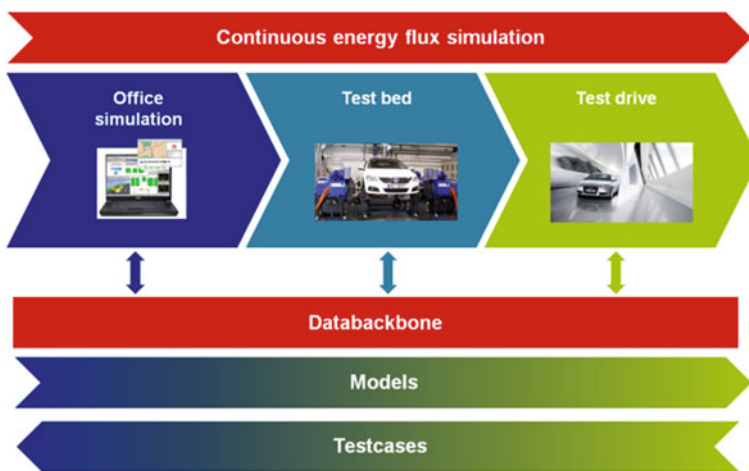 Continuous energy flux simulation
Office
simulation
Test bed
Test drive
Databackbone
Models
Testcases